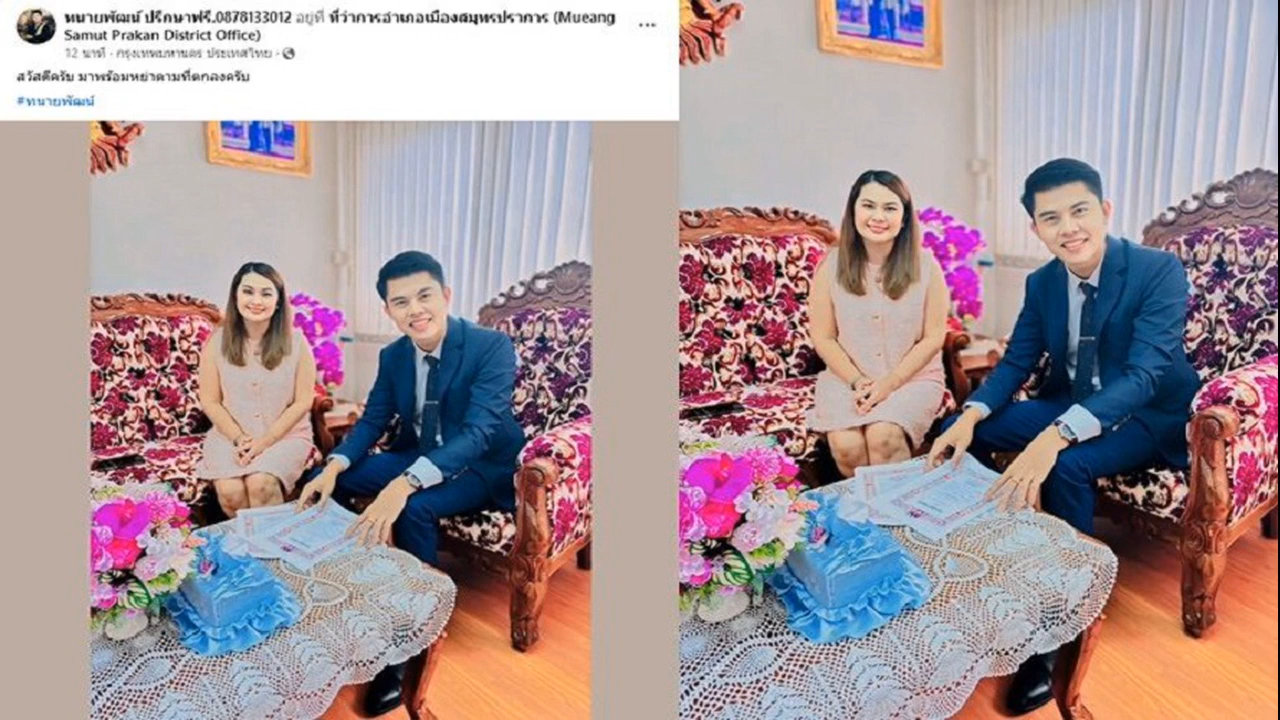 ทนายพัฒน์ ปรึกษาฟรี.0878133012 อยู่ที่ ที่ว่าการอำเภอเมืองสมุทรปราการ (Mueang
Samut Prakan District Office)
12 นาที · กรุงเทพมหานคร ประเทศไทย ·
สวัสดีครับ มาพร้อมหย่าตามที่ตกลงครับ
#ทนายพัฒน์